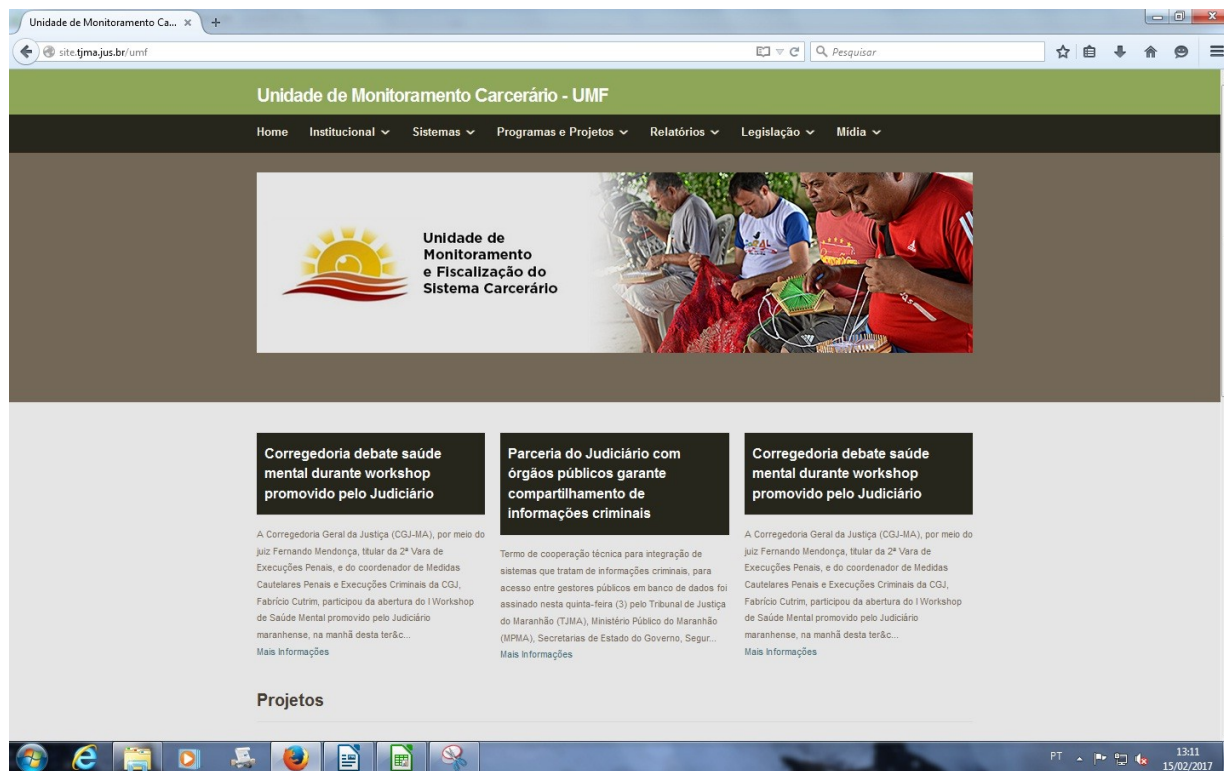 Unidade de Monitoramento Ca...
site.tjma.jus.br/umf
Pesquisar
Unidade de Monitoramento Carcerário - UMF
Home Institucional Sistemas Programas e Projetos Relatórios Legislação Mídia
Unidade de
Monitoramento
e Fiscalização do
Sistema Carcerário
Corregedoria debate saúde
mental durante workshop
promovido pelo Judiciário
A Corregedoria Geral da Justiça (CGJ-MA), por meio do
juiz Fernando Mendonça, titular da 2ª Vara de
Execuções Penais, e do coordenador de Medidas
Cautelares Penais e Execuções Criminais da CGJ,
Fabrício Cutrim, participou da abertura do I Workshop
de Saúde Mental promovido pelo Judiciário
maranhense, na manhã desta ter&c...
Mais Informações
Parceria do Judiciário com
órgãos públicos garante
compartilhamento de
informações criminais
Termo de cooperação técnica para integração de
sistemas que tratam de informações criminais, para
acesso entre gestores públicos em banco de dados foi
assinado nesta quinta-feira (3) pelo Tribunal de Justiça
do Maranhão (TJMA), Ministério Público do Maranhão
(MPMA), Secretarias de Estado do Governo, Segur...
Mais Informações
Corregedoria debate saúde
mental durante workshop
promovido pelo Judiciário
A Corregedoria Geral da Justiça (CGJ-MA), por meio do
juiz Fernando Mendonça, titular da 2ª Vara de
Execuções Penais, e do coordenador de Medidas
Cautelares Penais e Execuções Criminais da CGJ,
Fabrício Cutrim, participou da abertura do I Workshop
de Saúde Mental promovido pelo Judiciário
maranhense, na manhã desta ter&c...
Mais Informações
Projetos
PT
13:11
15/02/2017